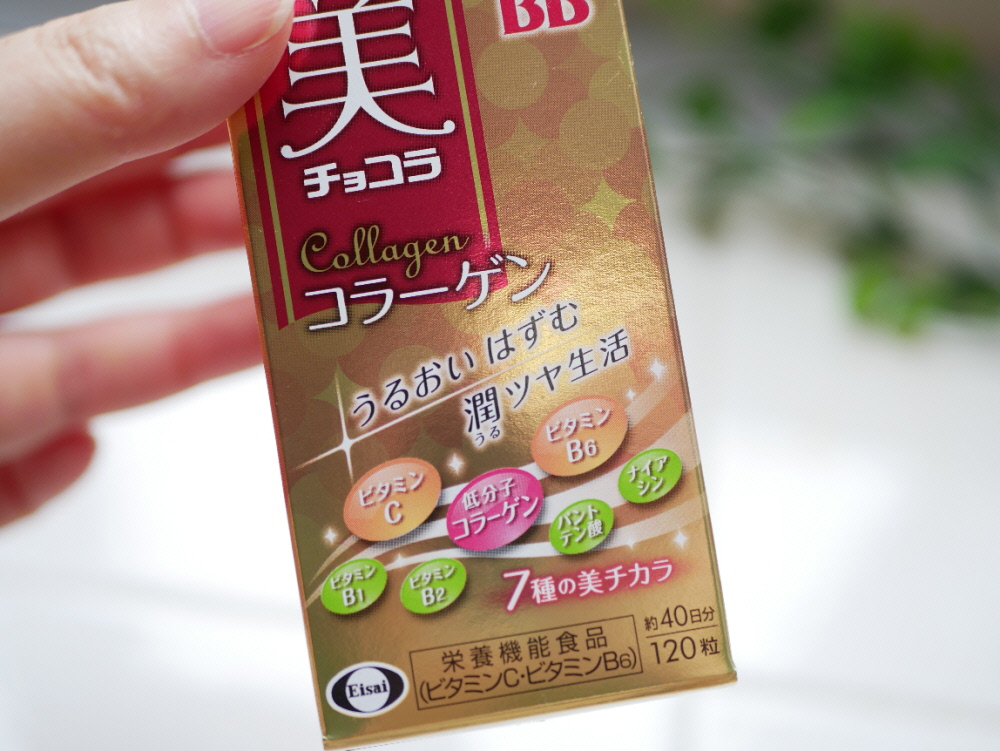 BB
美
チョコラ
Collagen
コラーゲン
うるおい はずむ
潤ツヤ生活
うる
ビタミン
B6
ビタミン
C
低分子
コラーゲン
ナイア
シン
パント
テン酸
ビタミン
B1
ビタミン
B2
7種の美チカラ
栄養機能食品
(ビタミンC・ビタミンB6)
約40日分
120粒
Eisai